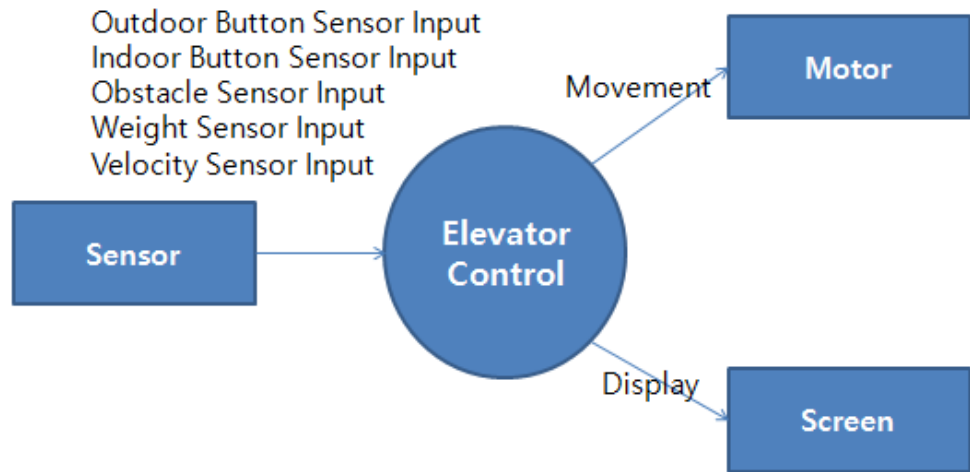 Outdoor Button Sensor Input
Indoor Button Sensor Input
Obstacle Sensor Input
Weight Sensor Input
Velocity Sensor Input
Movement
Motor
Sensor
Elevator
Control
Display
Screen